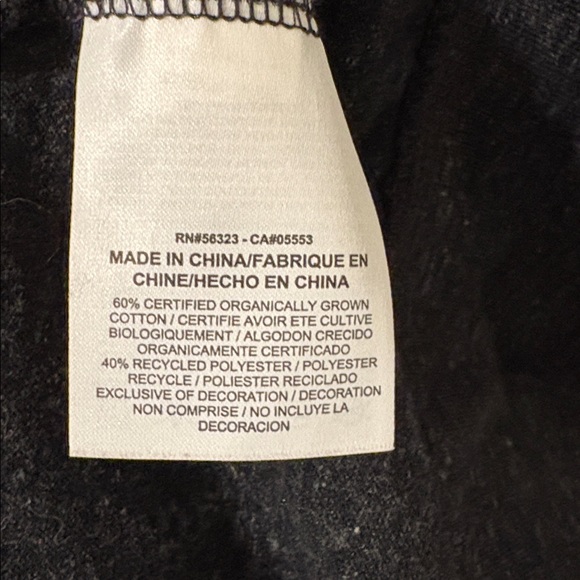 RN#56323 - CA#05553
MADE IN CHINA/FABRIQUE EN
CHINE/HECHO EN CHINA
60% CERTIFIED ORGANICALLY GROWN
COTTON / CERTIFIE AVOIR ETE CULTIVE
BIOLOGIQUEMENT / ALGODON CRECIDO
ORGANICAMENTE CERTIFICADO
40% RECYCLED POLYESTER / POLYESTER
RECYCLE / POLIESTER RECICLADO
EXCLUSIVE OF DECORATION / DECORATION
NON COMPRISE / NO INCLUYE LA
DECORACION